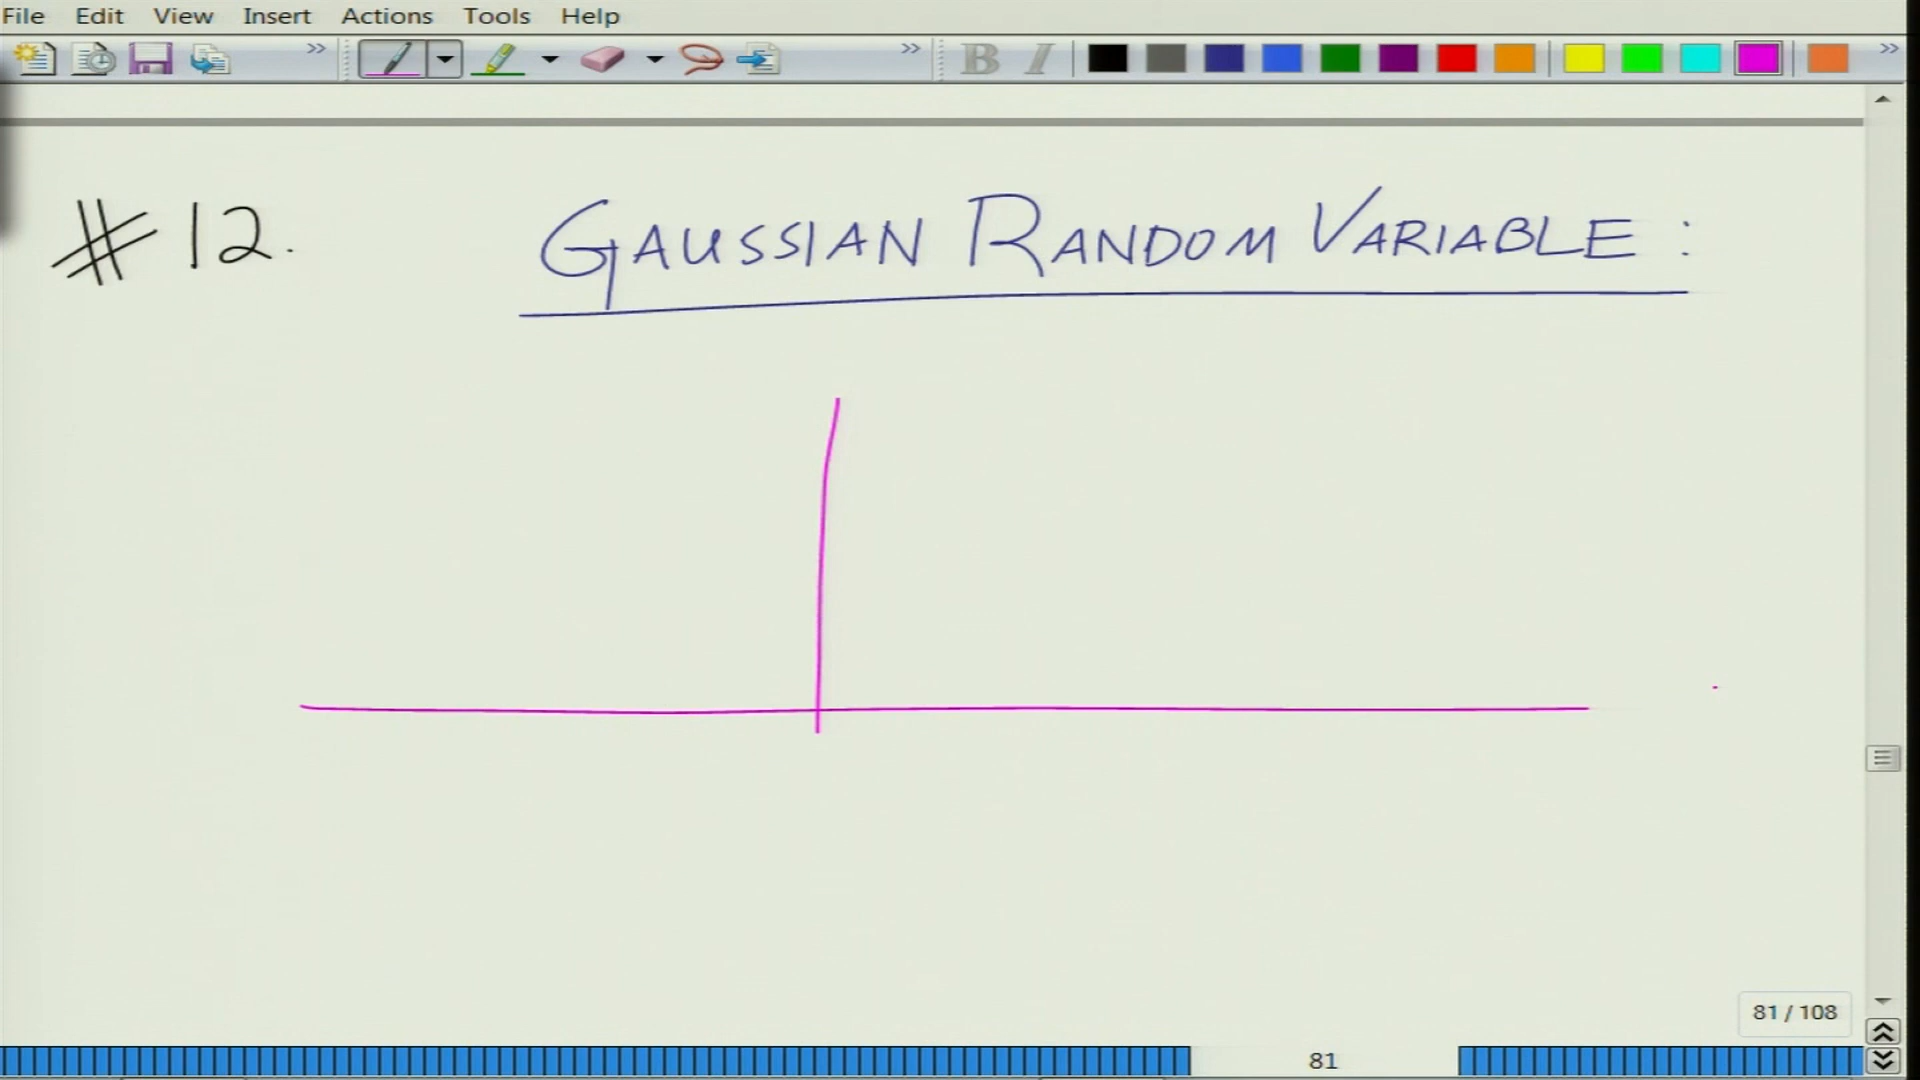 File Edit View Insert Actions Tools Help
B I
# 12. GAUSSIAN RANDOM VARIABLE :
81 / 108
81